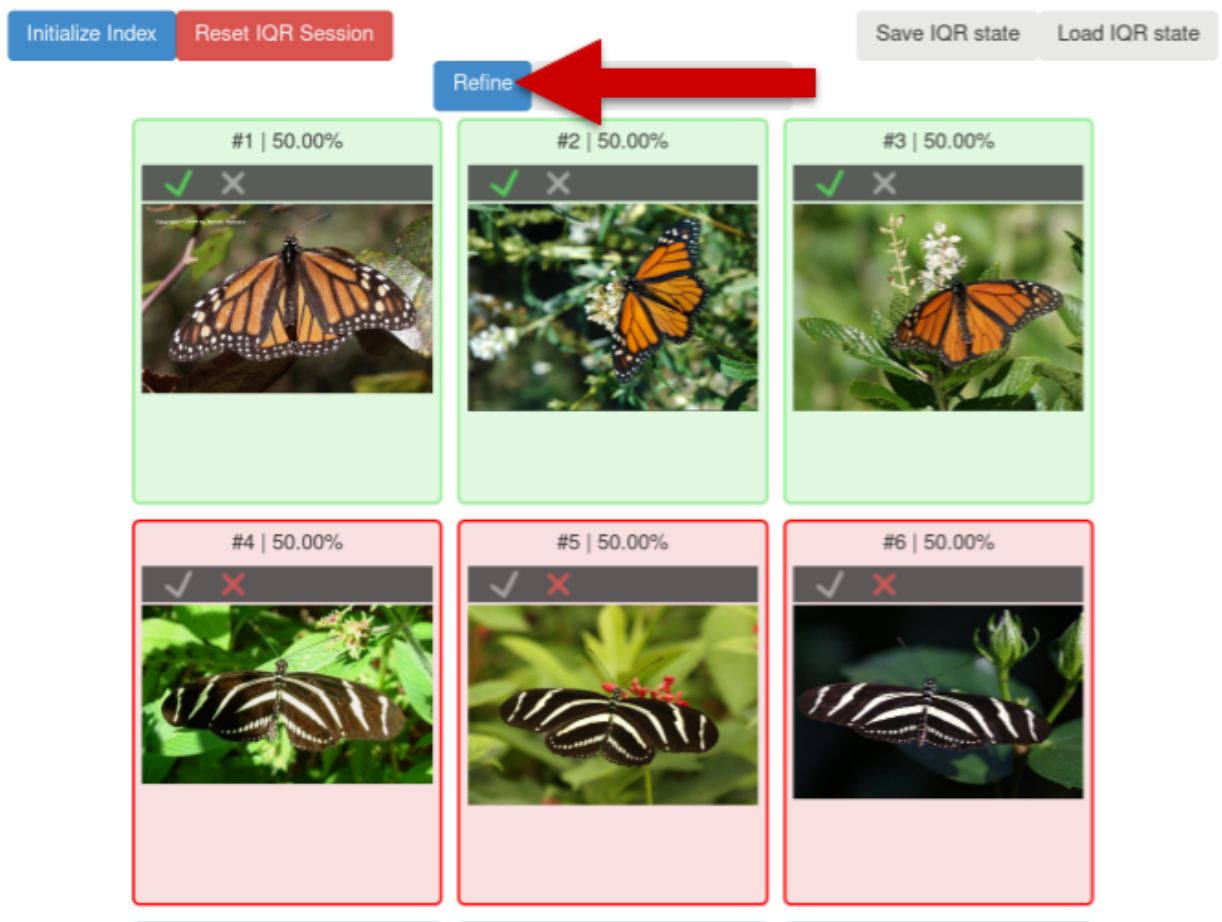 Initialize Index
Reset IQR Session
Save IQR state
Load IQR state
Refine
#1 | 50.00%
#2 | 50.00%
#3 | 50.00%
#4 | 50.00%
#5 | 50.00%
#6 | 50.00%